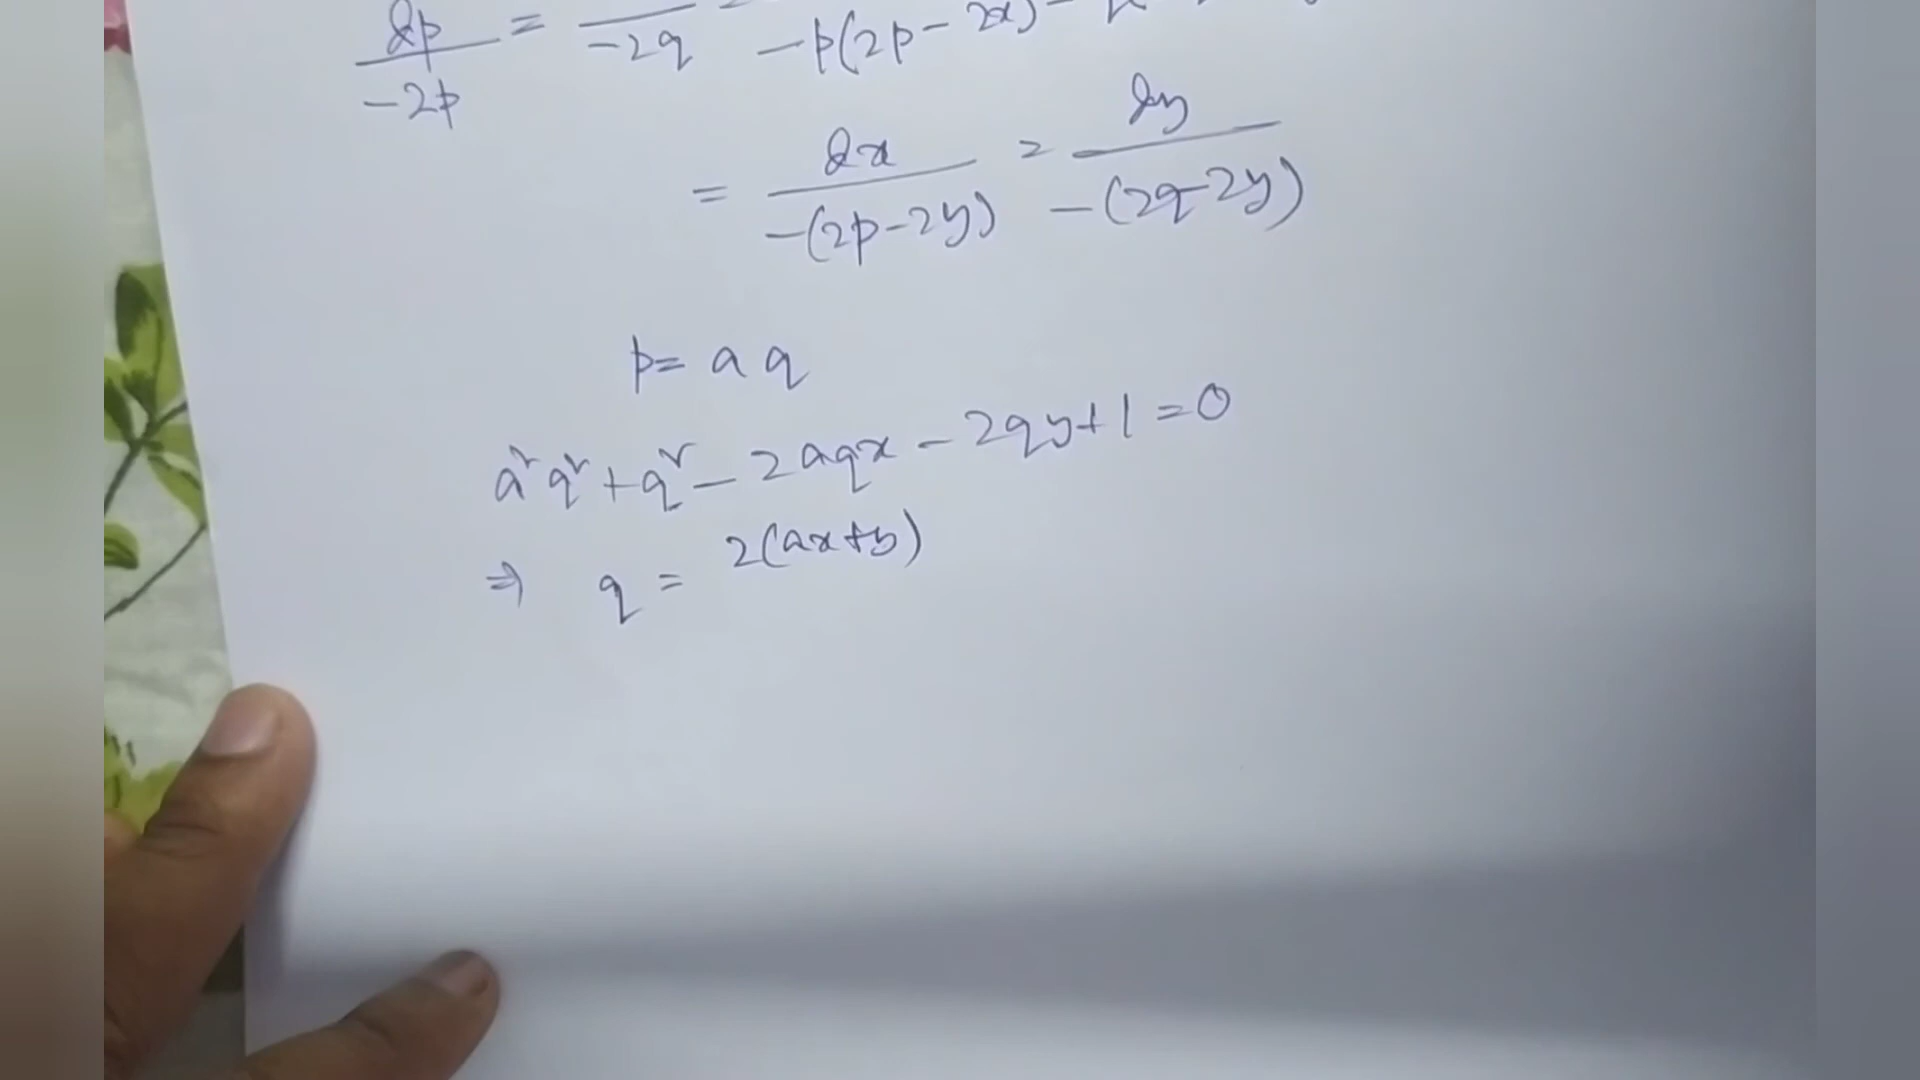 dp/-2p = /-2q -p(2p-2x)-
= dx/-(2p-2y) = dy/-(2q-2y)
p= aq
a²q²+q²-2aqx-2qy+1=0
⇒ q = 2(ax+y)